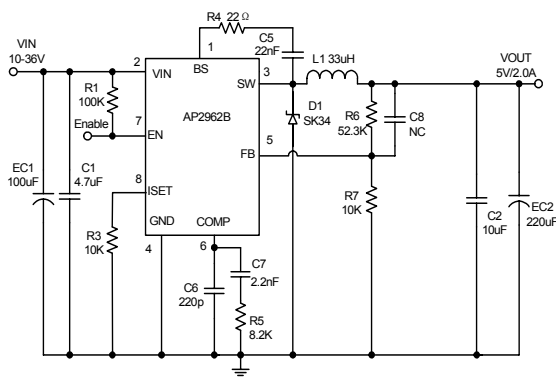 R4 22 Ω
VIN
10-36V
1
C5
22nF
L1 33uH
VOUT
5V/2.0A
2
VIN
BS
SW
3
R1
100K
D1
SK34
R6
52.3K
C8
NC
Enable
7
EN
AP2962B
FB
5
EC1
100uF
C1
4.7uF
8
ISET
R7
10K
C2
10uF
EC2
220uF
R3
10K
GND
COMP
4
6
C7
2.2nF
C6
220p
R5
8.2K